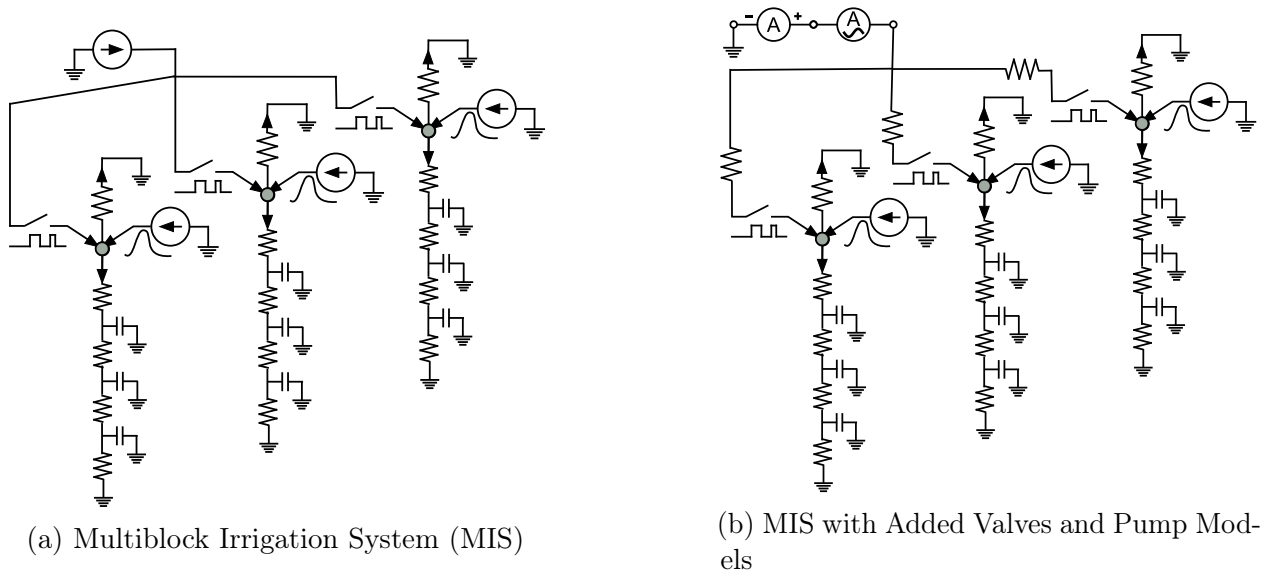 - A + A
(a) Multiblock Irrigation System (MIS)
(b) MIS with Added Valves and Pump Mod-
els